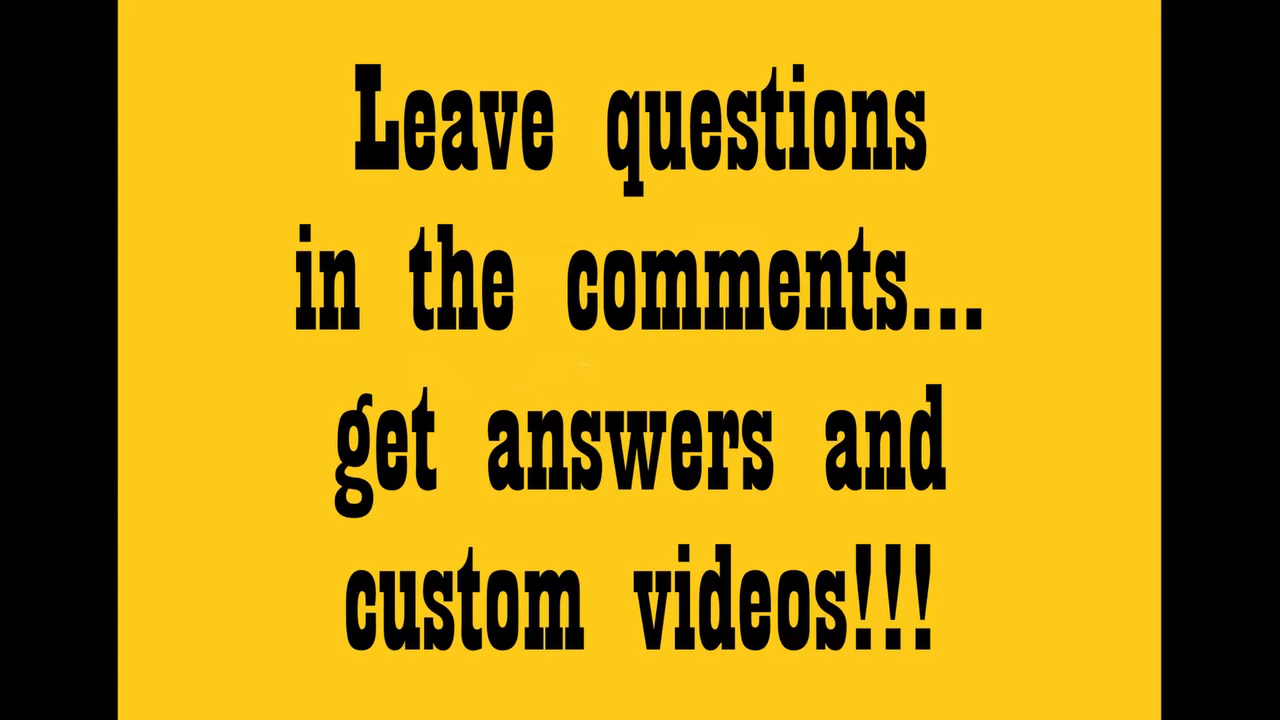 Leave questions
in the comments...
get answers and
custom videos!!!